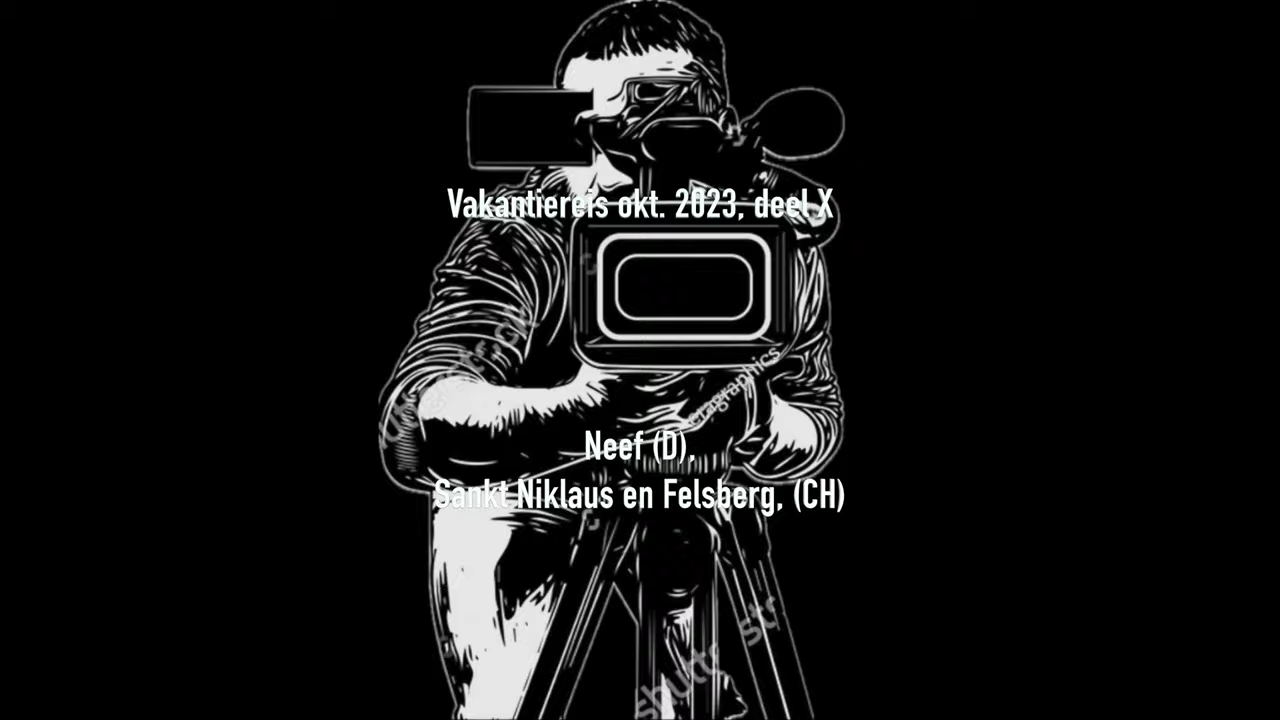 Vakantiereis okt. 2023, deel X
Neef (D),
Sankt Niklaus en Felsberg, (CH)